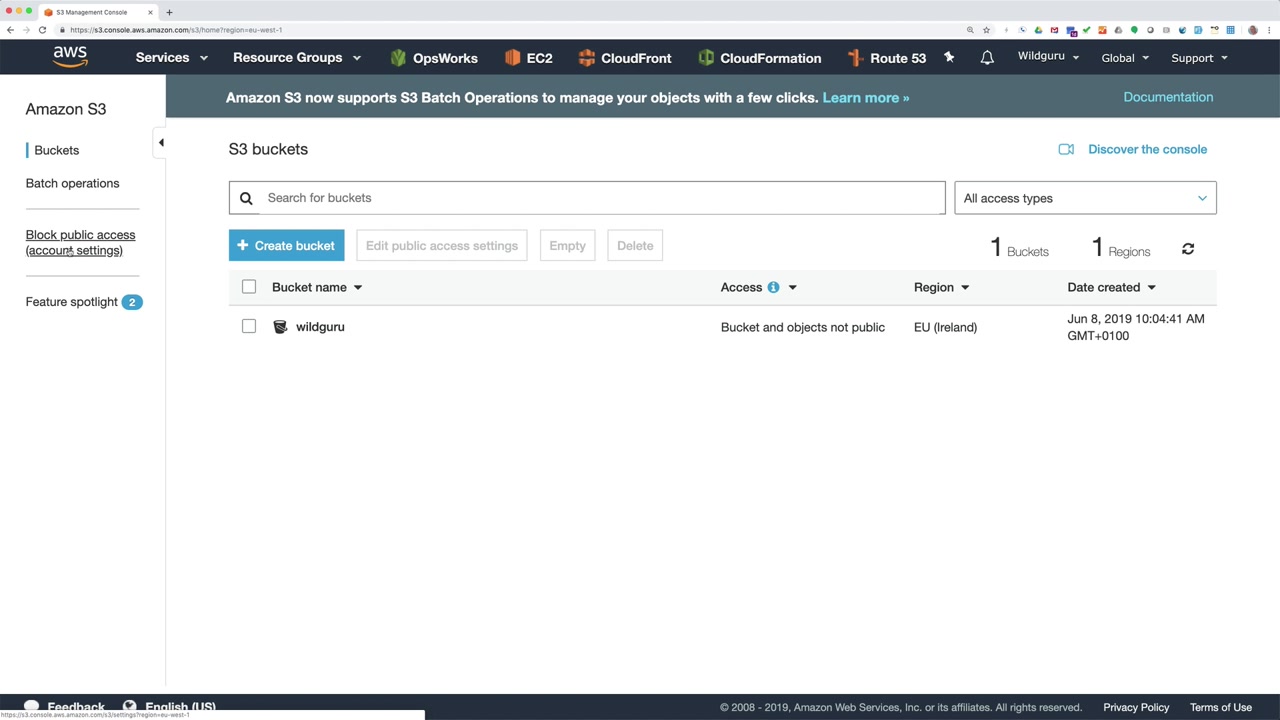 S3 Management Console
https://s3.console.aws.amazon.com/s3/home?region=eu-west-1
aws
Services
Resource Groups
OpsWorks
EC2
CloudFront
CloudFormation
Route 53
Wildguru
Global
Support
Amazon S3
Buckets
Batch operations
Block public access
(account settings)
Feature spotlight 2
Amazon S3 now supports S3 Batch Operations to manage your objects with a few clicks. Learn more »
Documentation
S3 buckets
Discover the console
Search for buckets
All access types
+ Create bucket
Edit public access settings
Empty
Delete
1 Buckets
1 Regions
Bucket name
Access
Region
Date created
wildguru
Bucket and objects not public
EU (Ireland)
Jun 8, 2019 10:04:41 AM
GMT+0100
Feedback
English (US)
© 2008 - 2019, Amazon Web Services, Inc. or its affiliates. All rights reserved.
Privacy Policy
Terms of Use
https://s3.console.aws.amazon.com/s3/settings?region=eu-west-1